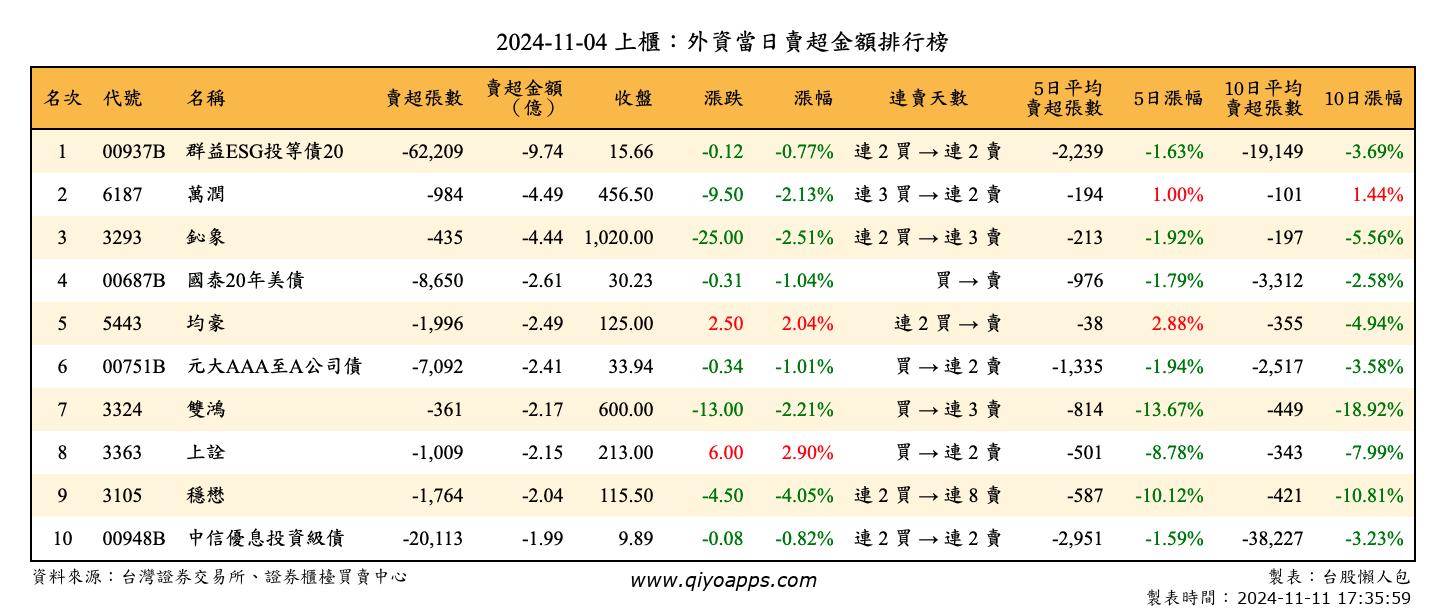 2024-11-04 上櫃：外資當日賣超金額排行榜
名次 代號 名稱 賣超張數 賣超金額（億） 收盤 漲跌 漲幅 連賣天數 5日平均賣超張數 5日漲幅 10日平均賣超張數 10日漲幅
1 00937B 群益ESG投等債20 -62,209 -9.74 15.66 -0.12 -0.77% 連 2 買 → 連 2 賣 -2,239 -1.63% -19,149 -3.69%
2 6187 萬潤 -984 -4.49 456.50 -9.50 -2.13% 連 3 買 → 連 2 賣 -194 1.00% -101 1.44%
3 3293 鈊象 -435 -4.44 1,020.00 -25.00 -2.51% 連 2 買 → 連 3 賣 -213 -1.92% -197 -5.56%
4 00687B 國泰20年美債 -8,650 -2.61 30.23 -0.31 -1.04% 買 → 賣 -976 -1.79% -3,312 -2.58%
5 5443 均豪 -1,996 -2.49 125.00 2.50 2.04% 連 2 買 → 賣 -38 2.88% -355 -4.94%
6 00751B 元大AAA至A公司債 -7,092 -2.41 33.94 -0.34 -1.01% 買 → 連 2 賣 -1,335 -1.94% -2,517 -3.58%
7 3324 雙鴻 -361 -2.17 600.00 -13.00 -2.21% 買 → 連 3 賣 -814 -13.67% -449 -18.92%
8 3363 上詮 -1,009 -2.15 213.00 6.00 2.90% 買 → 連 2 賣 -501 -8.78% -343 -7.99%
9 3105 穩懋 -1,764 -2.04 115.50 -4.50 -4.05% 連 2 買 → 連 8 賣 -587 -10.12% -421 -10.81%
10 00948B 中信優息投資級債 -20,113 -1.99 9.89 -0.08 -0.82% 連 2 買 → 連 2 賣 -2,951 -1.59% -38,227 -3.23%
資料來源：台灣證券交易所、證券櫃檯買賣中心 www.qiyoapps.com 製表：台股懶人包
製表時間：2024-11-11 17:35:59